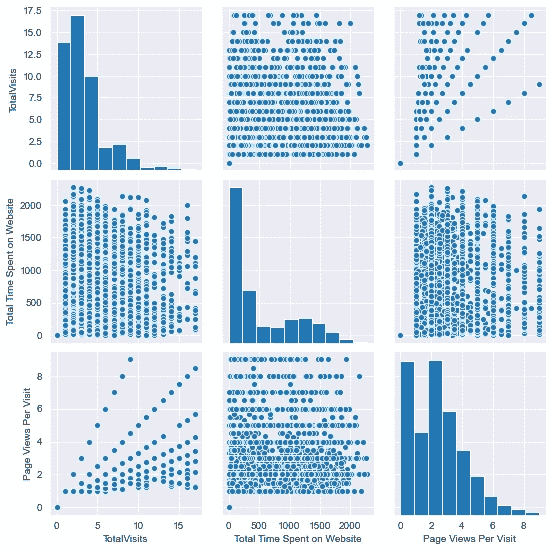 17.5
15.0
12.5
10.0
7.5
5.0
2.5
0.0
TotalVisits
2000
1500
1000
500
0
Total Time Spent on Website
8
6
4
2
0
Page Views Per Visit
0 5 10 15
TotalVisits
0 500 1000 1500 2000
Total Time Spent on Website
0 2 4 6 8
Page Views Per Visit